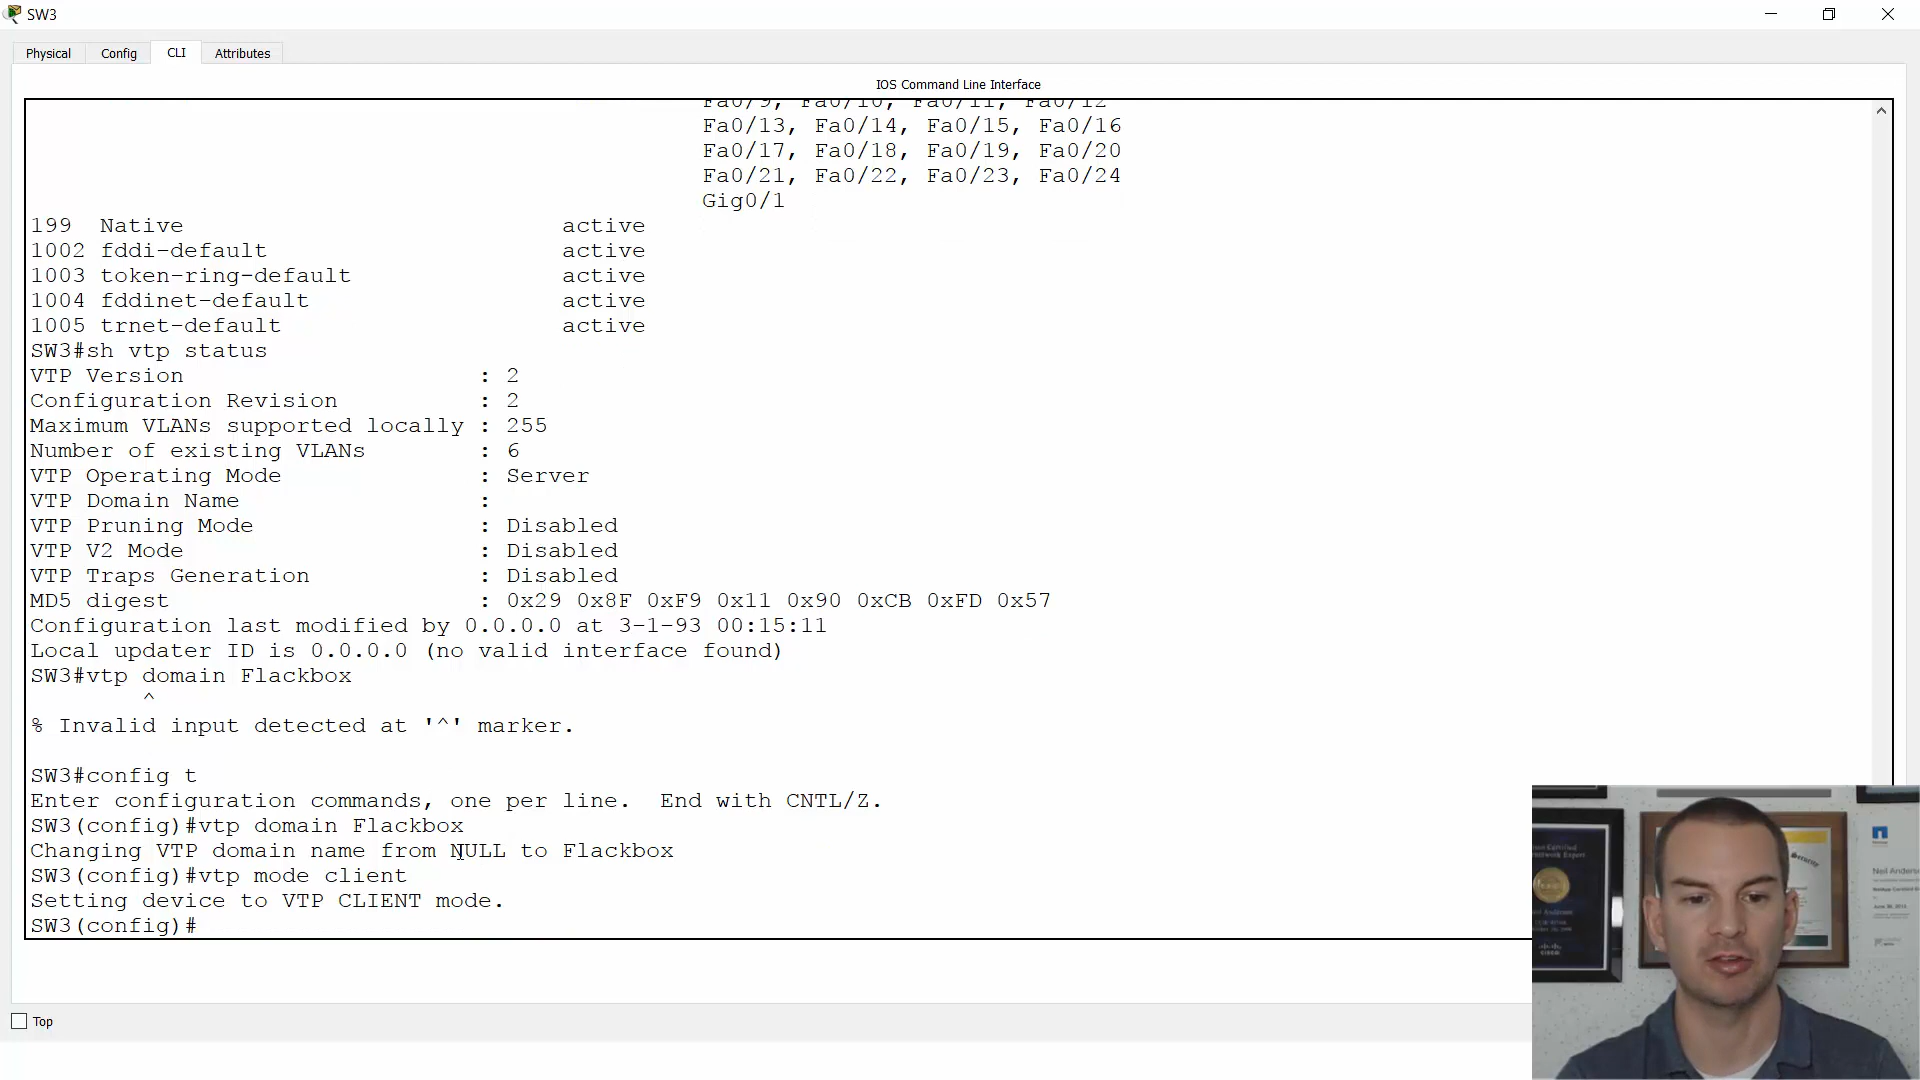 SW3
Physical
Config
CLI
Attributes
IOS Command Line Interface
Fa0/9, Fa0/10, Fa0/11, Fa0/12
Fa0/13, Fa0/14, Fa0/15, Fa0/16
Fa0/17, Fa0/18, Fa0/19, Fa0/20
Fa0/21, Fa0/22, Fa0/23, Fa0/24
Gig0/1
199 Native active
1002 fddi-default active
1003 token-ring-default active
1004 fddinet-default active
1005 trnet-default active
SW3#sh vtp status
VTP Version : 2
Configuration Revision : 2
Maximum VLANs supported locally : 255
Number of existing VLANs : 6
VTP Operating Mode : Server
VTP Domain Name :
VTP Pruning Mode : Disabled
VTP V2 Mode : Disabled
VTP Traps Generation : Disabled
MD5 digest : 0x29 0x8F 0xF9 0x11 0x90 0xCB 0xFD 0x57
Configuration last modified by 0.0.0.0 at 3-1-93 00:15:11
Local updater ID is 0.0.0.0 (no valid interface found)
SW3#vtp domain Flackbox
^
% Invalid input detected at '^' marker.
SW3#config t
Enter configuration commands, one per line. End with CNTL/Z.
SW3(config)#vtp domain Flackbox
Changing VTP domain name from NULL to Flackbox
SW3(config)#vtp mode client
Setting device to VTP CLIENT mode.
SW3(config)#
Top